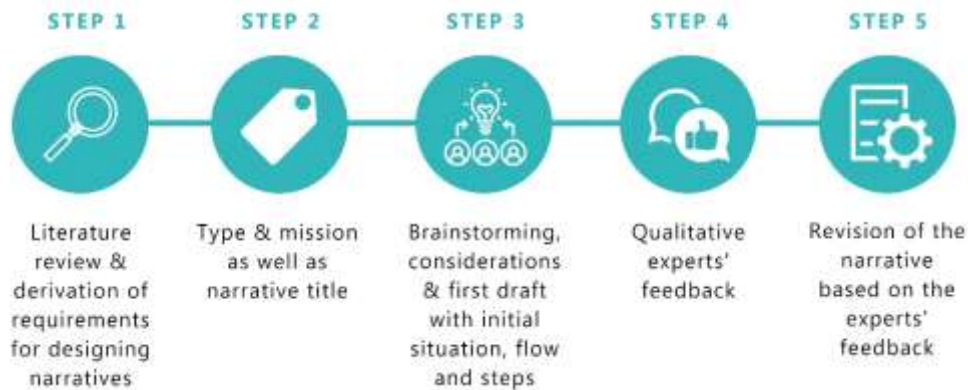 STEP 1
STEP 2
STEP 3
STEP 4
STEP 5
Literature
review &
derivation of
requirements
for designing
narratives
Type & mission
as well as
narrative title
Brainstorming,
considerations
& first draft
with initial
situation, flow
and steps
Qualitative
experts'
feedback
Revision of the
narrative
based on the
experts'
feedback